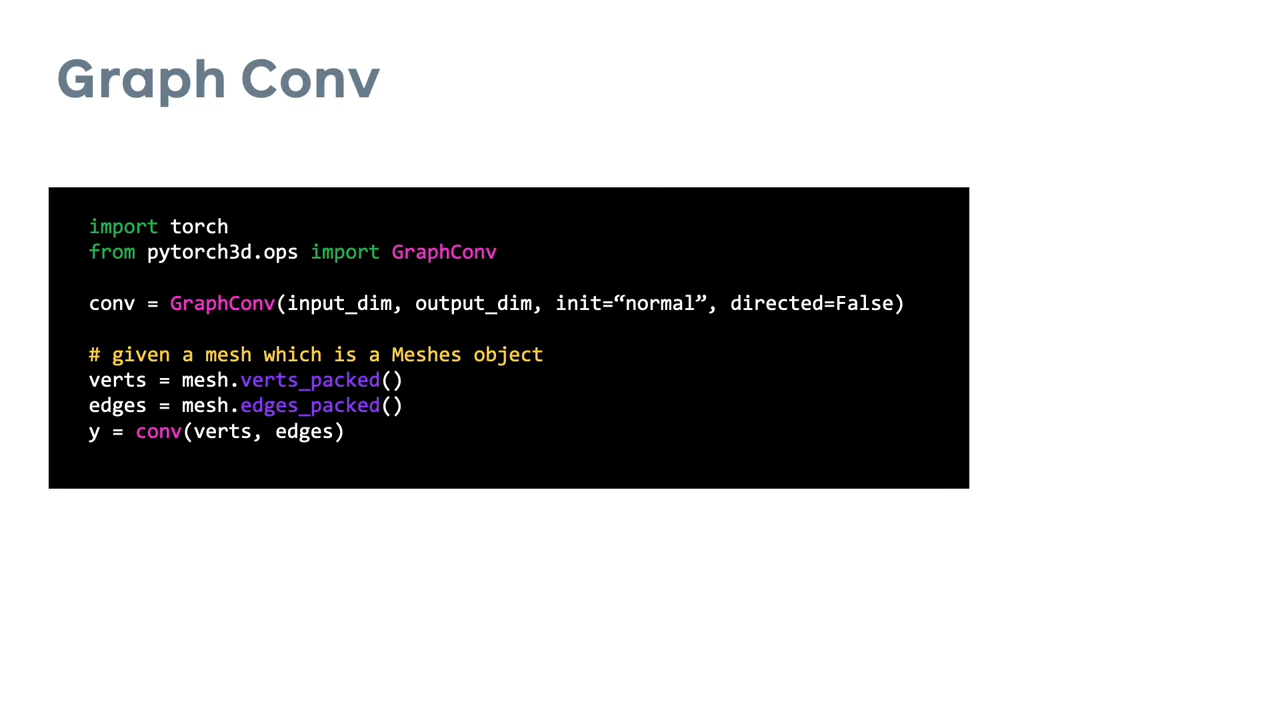 Graph Conv
import torch
from pytorch3d.ops import GraphConv
conv = GraphConv(input_dim, output_dim, init=“normal”, directed=False)
# given a mesh which is a Meshes object
verts = mesh.verts_packed()
edges = mesh.edges_packed()
y = conv(verts, edges)